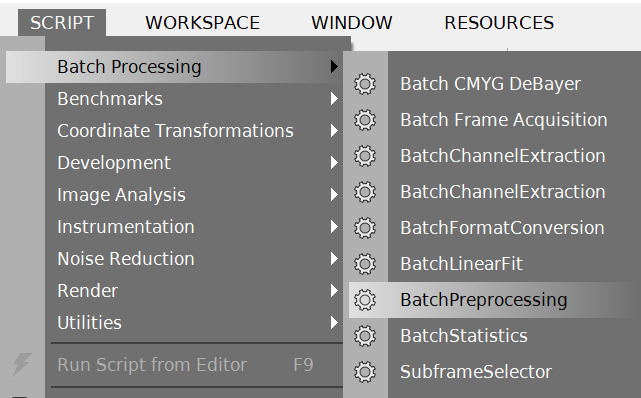 SCRIPT WORKSPACE WINDOW RESOURCES
Batch Processing
Benchmarks
Coordinate Transformations
Development
Image Analysis
Instrumentation
Noise Reduction
Render
Utilities
Run Script from Editor F9
Batch CMYG DeBayer
Batch Frame Acquisition
BatchChannelExtraction
BatchChannelExtraction
BatchFormatConversion
BatchLinearFit
BatchPreprocessing
BatchStatistics
SubframeSelector